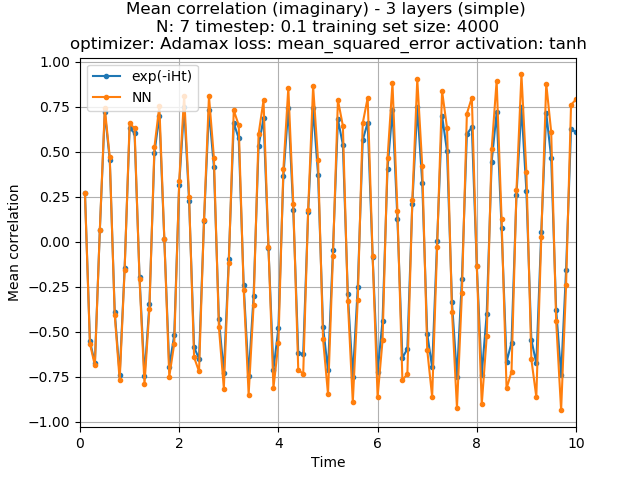 Mean correlation (imaginary) - 3 layers (simple)
N: 7 timestep: 0.1 training set size: 4000
optimizer: Adamax loss: mean_squared_error activation: tanh
exp(-iHt)
NN
Mean correlation
1.00
0.75
0.50
0.25
0.00
−0.25
−0.50
−0.75
−1.00
0
2
4
6
8
10
Time